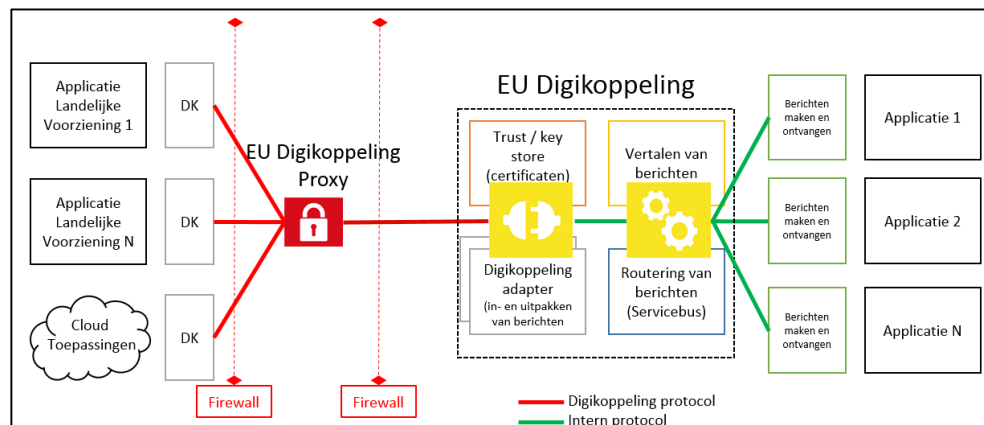 Applicatie
Landelijke
Voorziening 1
DK
Applicatie
Landelijke
Voorziening N
DK
Cloud
Toepassingen
DK
EU Digikoppeling
Proxy
Firewall
Firewall
EU Digikoppeling
Trust / key
store
(certificaten)
Vertalen van
berichten
Digikoppeling
adapter
(in- en uitpakken
van berichten
Routering van
berichten
(Servicebus)
Berichten
maken en
ontvangen
Applicatie 1
Berichten
maken en
ontvangen
Applicatie 2
Berichten
maken en
ontvangen
Applicatie N
Digikoppeling protocol
Intern protocol